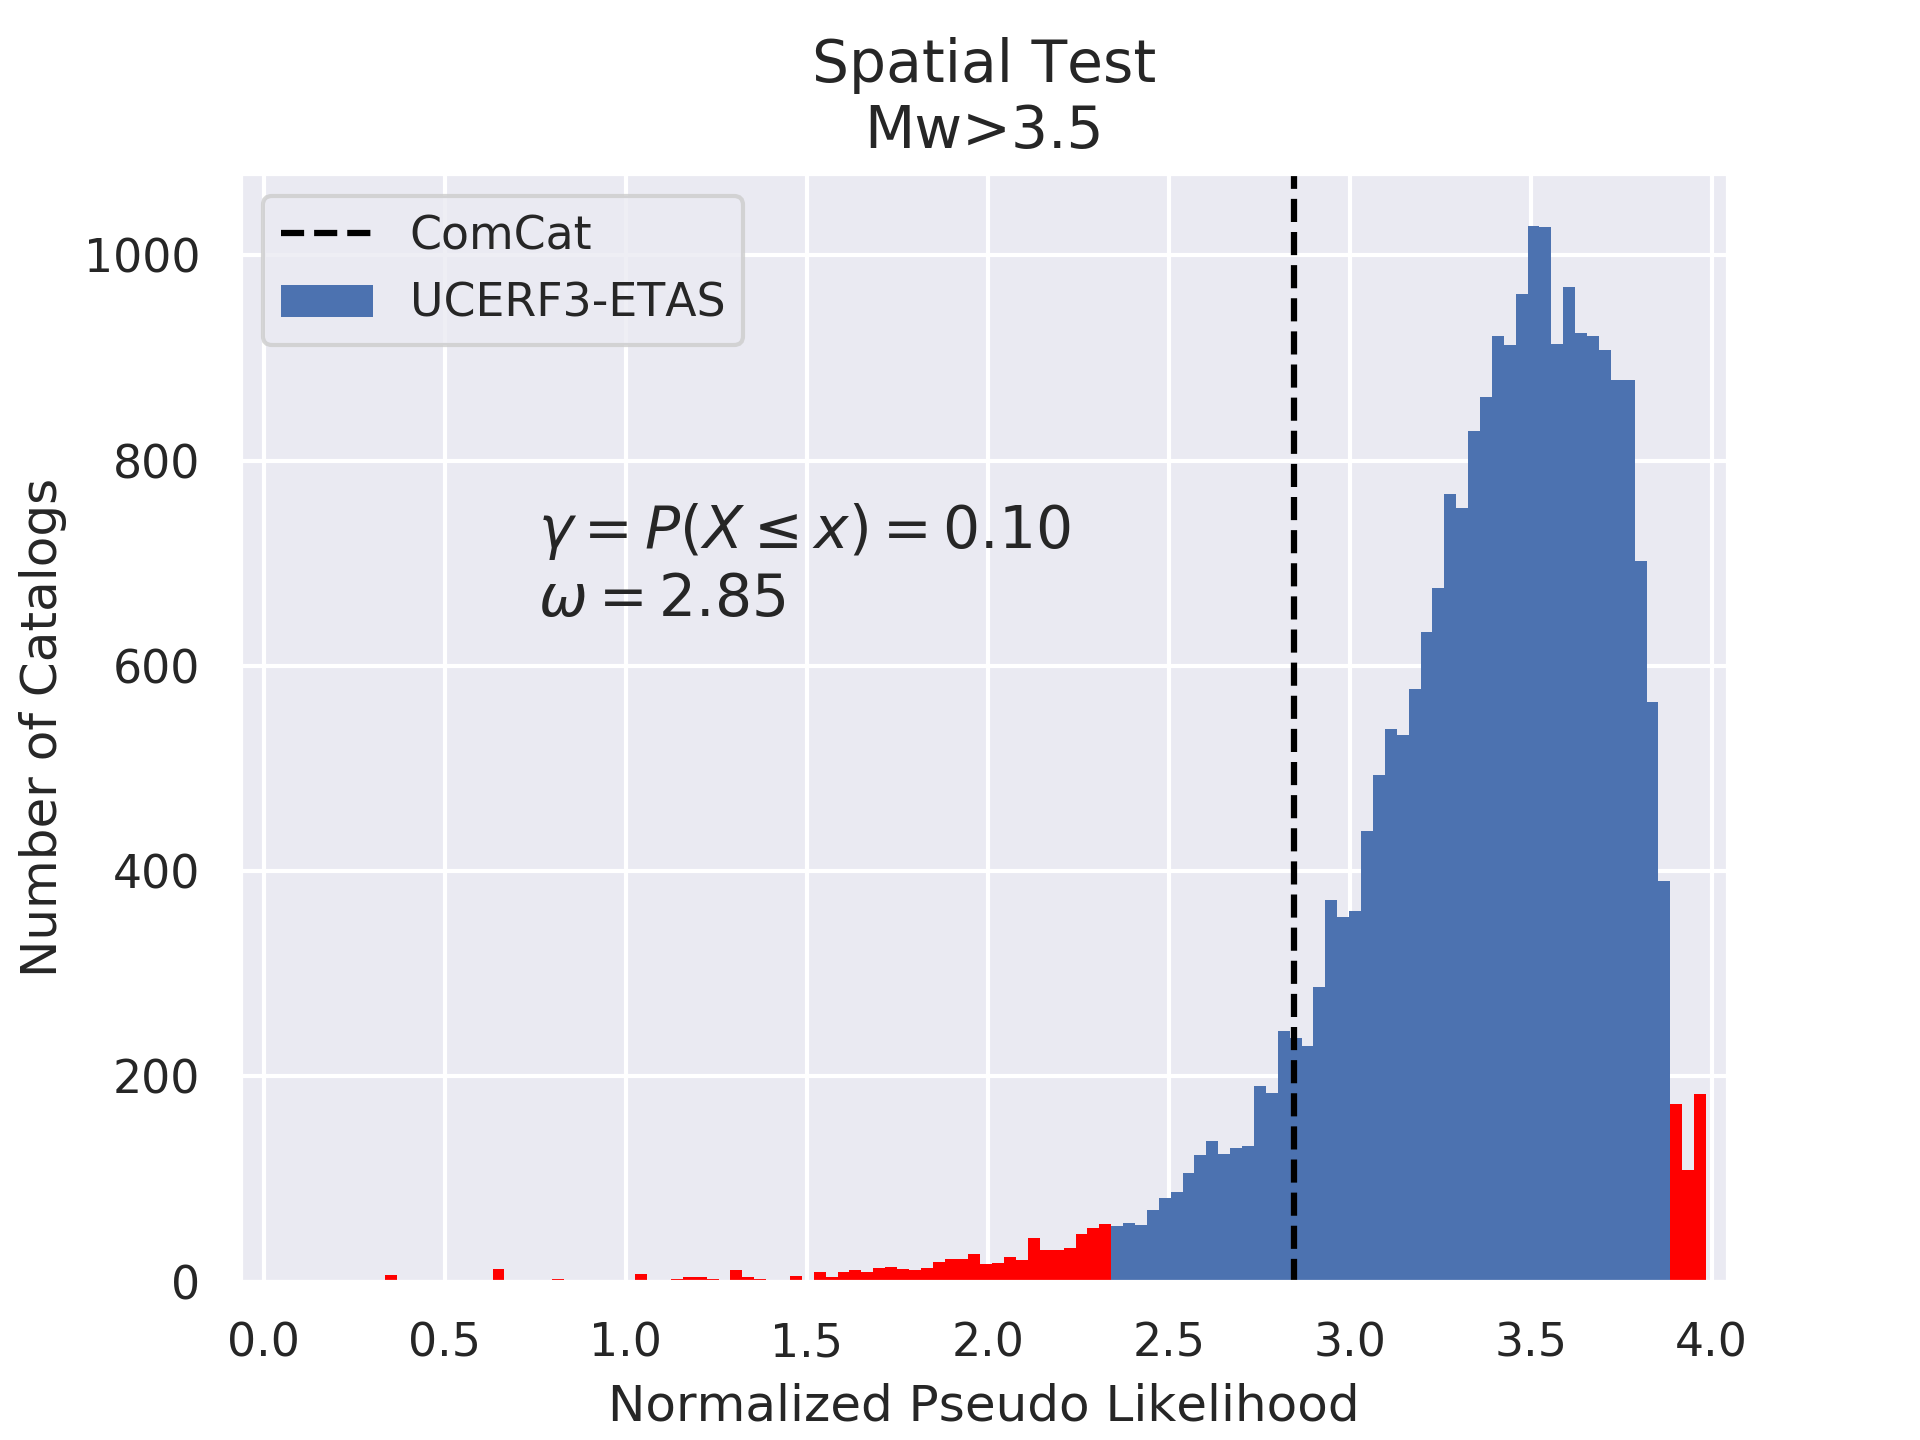 Spatial Test
Mw>3.5
ComCat
UCERF3-ETAS
γ = P(X ≤ x) = 0.10
ω = 2.85
Number of Catalogs
1000
800
600
400
200
0
0.0 0.5 1.0 1.5 2.0 2.5 3.0 3.5 4.0
Normalized Pseudo Likelihood